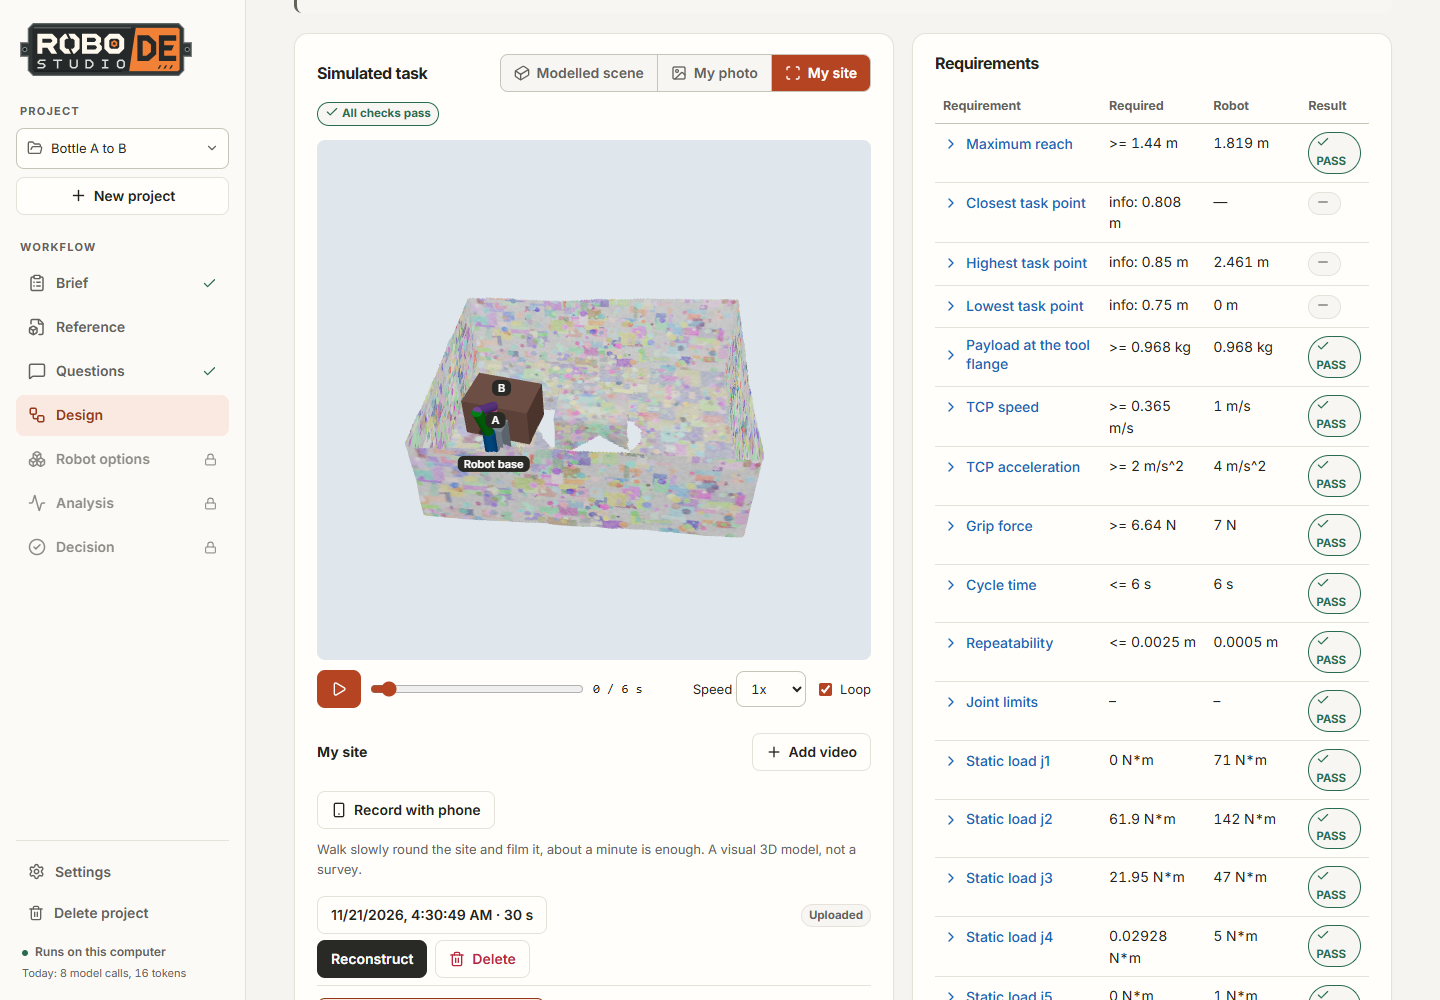 ROBO DE
STUDIO
PROJECT
Bottle A to B
New project
WORKFLOW
Brief
Reference
Questions
Design
Robot options
Analysis
Decision
Settings
Delete project
Runs on this computer
Today: 8 model calls, 16 tokens
Simulated task
Modelled scene
My photo
My site
All checks pass
B
A
Robot base
0 / 6 s
Speed
1x
Loop
My site
Add video
Record with phone
Walk slowly round the site and film it, about a minute is enough. A visual 3D model, not a
survey.
11/21/2026, 4:30:49 AM · 30 s
Uploaded
Reconstruct
Delete
Requirements
Requirement Required Robot Result
Maximum reach >= 1.44 m 1.819 m PASS
Closest task point info: 0.808 — –
m
Highest task point info: 0.85 m 2.461 m –
Lowest task point info: 0.75 m 0 m –
Payload at the tool >= 0.968 kg 0.968 kg PASS
flange
TCP speed >= 0.365 1 m/s PASS
m/s
TCP acceleration >= 2 m/s^2 4 m/s^2 PASS
Grip force >= 6.64 N 7 N PASS
Cycle time <= 6 s 6 s PASS
Repeatability <= 0.0025 m 0.0005 m PASS
Joint limits – – PASS
Static load j1 0 N*m 71 N*m PASS
Static load j2 61.9 N*m 142 N*m PASS
Static load j3 21.95 N*m 47 N*m PASS
Static load j4 0.02928 5 N*m PASS
N*m
Static load j5 0 N*m 1 N*m PASS